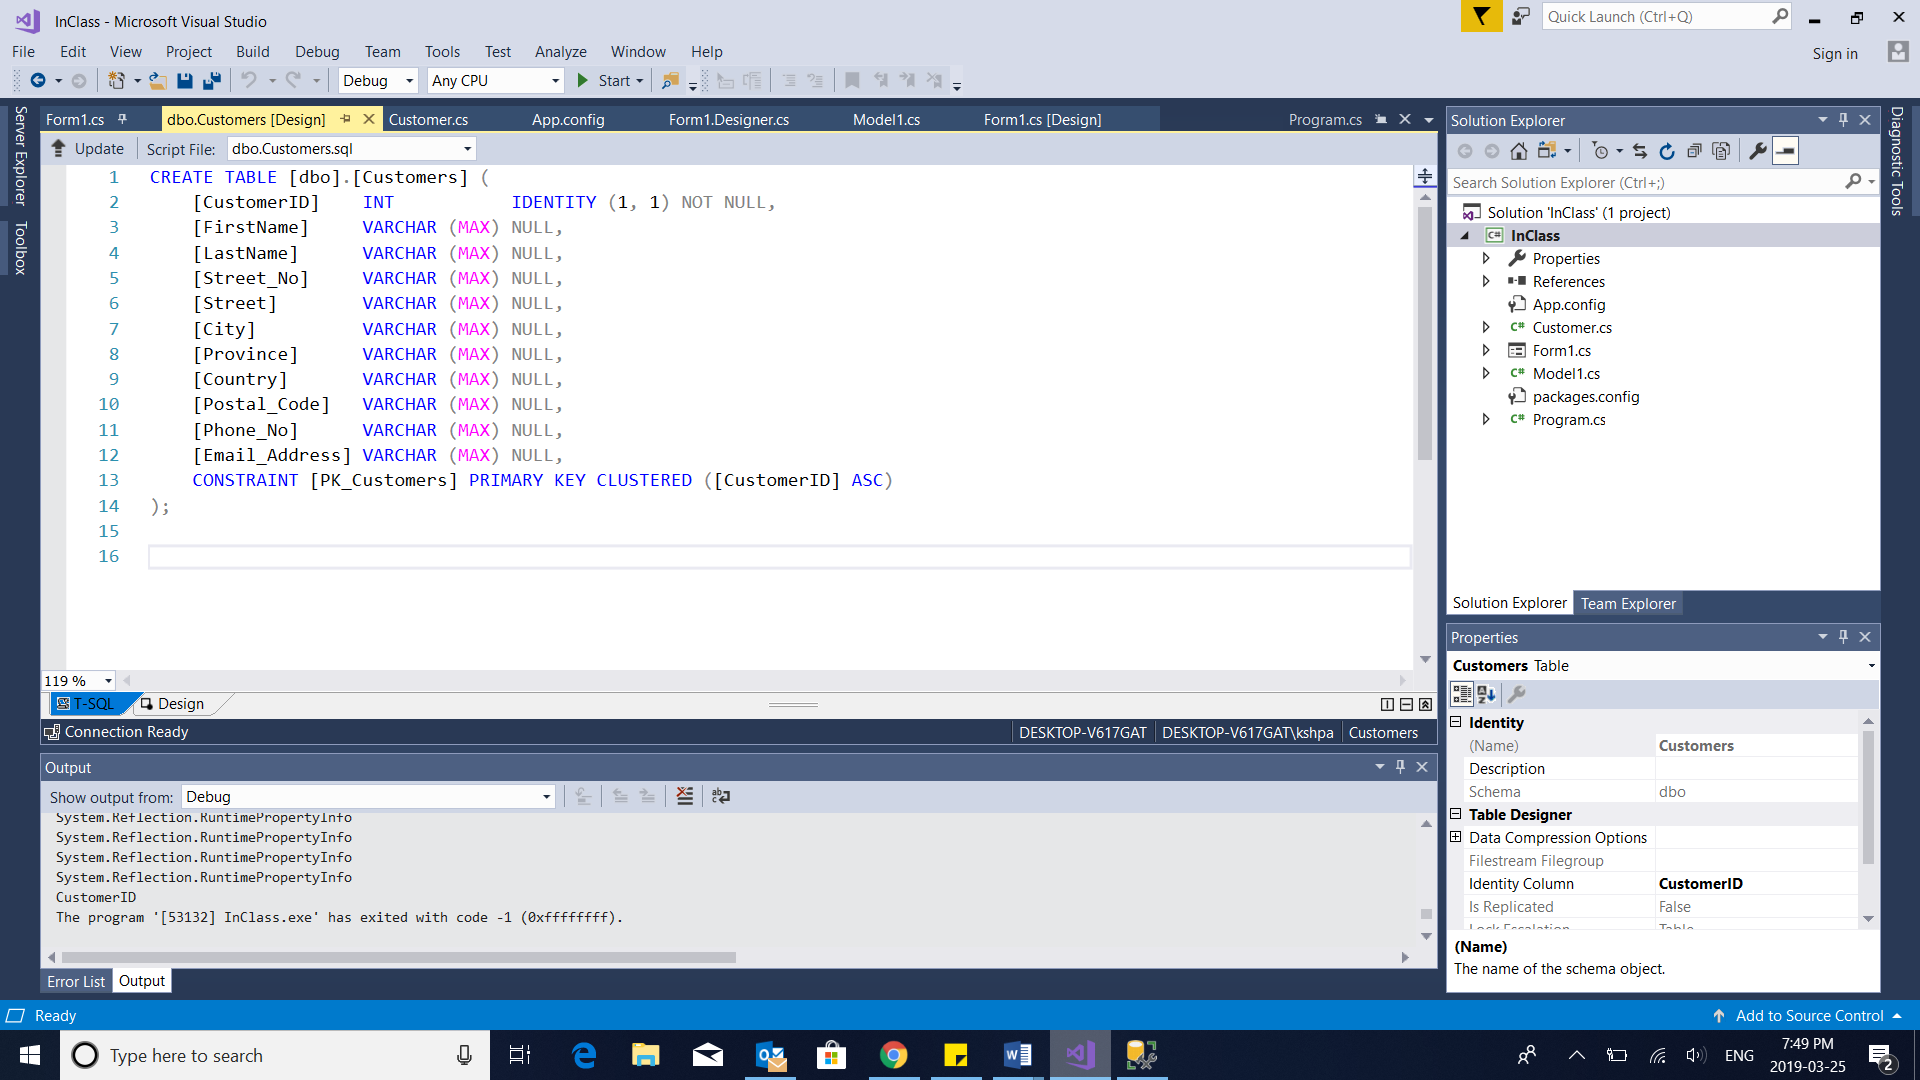 InClass - Microsoft Visual Studio
Quick Launch (Ctrl+Q)
File Edit View Project Build Debug Team Tools Test Analyze Window Help
Sign in
Debug Any CPU Start
Server Explorer
Toolbox
Form1.cs dbo.Customers [Design] Customer.cs App.config Form1.Designer.cs Model1.cs Form1.cs [Design] Program.cs
Update Script File: dbo.Customers.sql
1 CREATE TABLE [dbo].[Customers] (
2 [CustomerID] INT IDENTITY (1, 1) NOT NULL,
3 [FirstName] VARCHAR (MAX) NULL,
4 [LastName] VARCHAR (MAX) NULL,
5 [Street_No] VARCHAR (MAX) NULL,
6 [Street] VARCHAR (MAX) NULL,
7 [City] VARCHAR (MAX) NULL,
8 [Province] VARCHAR (MAX) NULL,
9 [Country] VARCHAR (MAX) NULL,
10 [Postal_Code] VARCHAR (MAX) NULL,
11 [Phone_No] VARCHAR (MAX) NULL,
12 [Email_Address] VARCHAR (MAX) NULL,
13 CONSTRAINT [PK_Customers] PRIMARY KEY CLUSTERED ([CustomerID] ASC)
14 );
15
16
119 %
T-SQL Design
Connection Ready DESKTOP-V617GAT DESKTOP-V617GAT\kshpa Customers
Output
Show output from: Debug
System.Reflection.RuntimePropertyInfo
System.Reflection.RuntimePropertyInfo
System.Reflection.RuntimePropertyInfo
System.Reflection.RuntimePropertyInfo
CustomerID
The program '[53132] InClass.exe' has exited with code -1 (0xffffffff).
Error List Output
Solution Explorer
Search Solution Explorer (Ctrl+;)
Solution 'InClass' (1 project)
C# InClass
Properties
References
App.config
C# Customer.cs
Form1.cs
C# Model1.cs
packages.config
C# Program.cs
Solution Explorer Team Explorer
Properties
Customers Table
Identity
(Name) Customers
Description
Schema dbo
Table Designer
Data Compression Options
Filestream Filegroup
Identity Column CustomerID
Is Replicated False
Lock Escalation Table
(Name)
The name of the schema object.
Diagnostic Tools
Ready
Add to Source Control
Type here to search
ENG
7:49 PM
2019-03-25
2